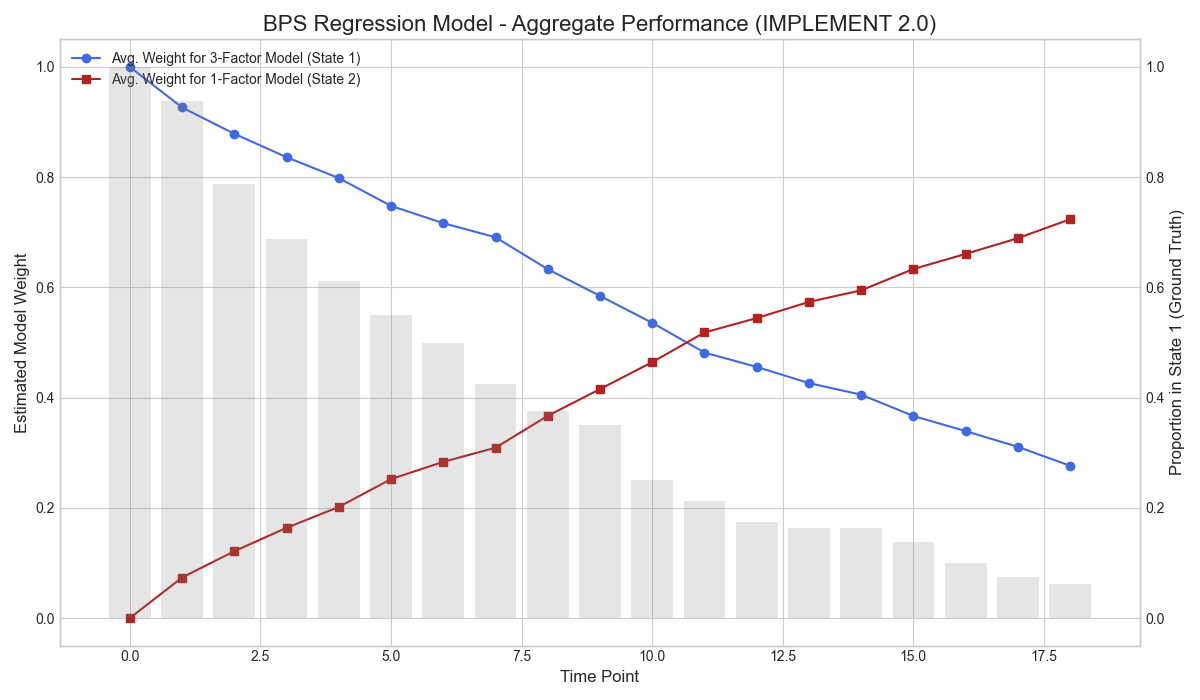 BPS Regression Model - Aggregate Performance (IMPLEMENT 2.0)
Avg. Weight for 3-Factor Model (State 1)
Avg. Weight for 1-Factor Model (State 2)
Estimated Model Weight
1.0
0.8
0.6
0.4
0.2
0.0
1.0
0.8
0.6
0.4
0.2
0.0
Proportion in State 1 (Ground Truth)
0.0 2.5 5.0 7.5 10.0 12.5 15.0 17.5
Time Point